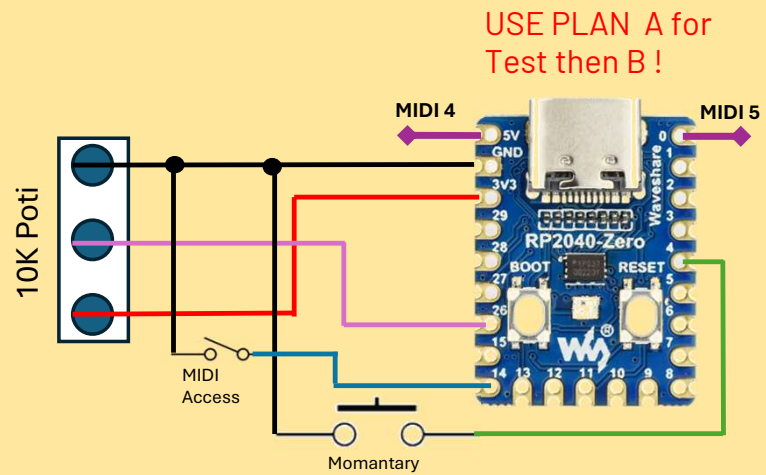 USE PLAN A for
Test then B !
MIDI 4
MIDI 5
5V
GND
3V3
29
28
27
26
15
14
13
12
11
10
9
8
7
6
5
4
3
2
1
0
Waveshare
RP2040-Zero
BOOT
RESET
®
10K Poti
MIDI
Access
Momantary